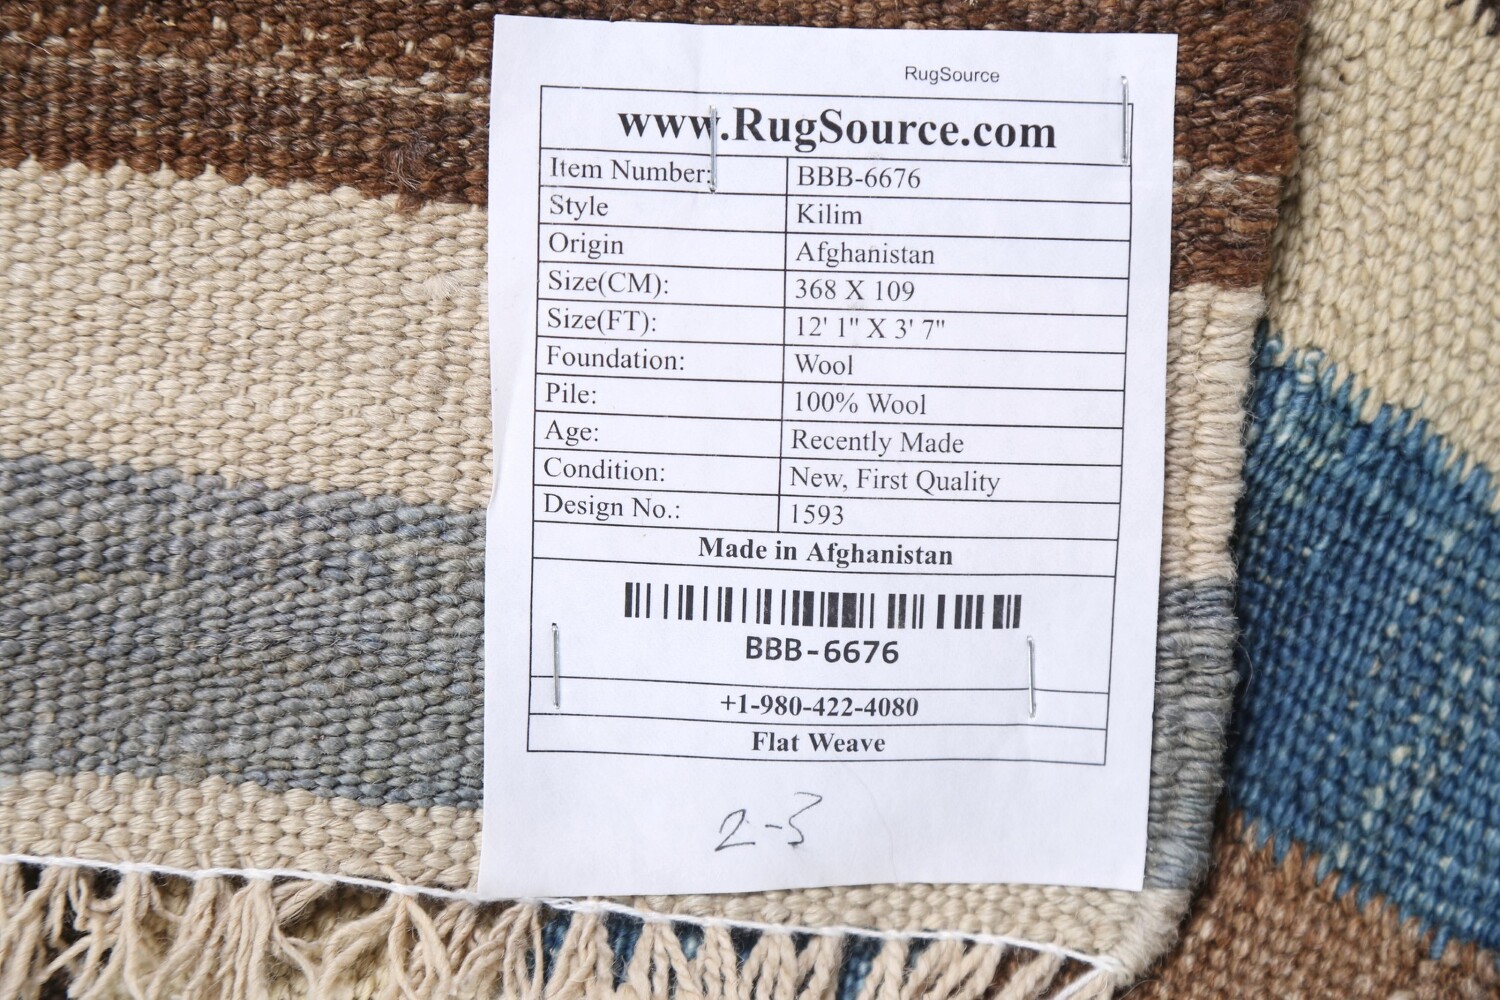 RugSource
www.RugSource.com
Item Number: BBB-6676
Style Kilim
Origin Afghanistan
Size(CM): 368 X 109
Size(FT): 12' 1" X 3' 7"
Foundation: Wool
Pile: 100% Wool
Age: Recently Made
Condition: New, First Quality
Design No.: 1593
Made in Afghanistan
BBB-6676
+1-980-422-4080
Flat Weave
2-3